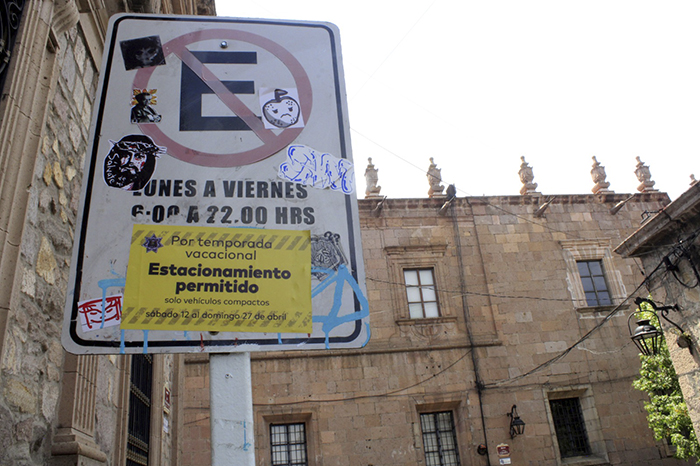 E
LUNES A VIERNES
6:00 A 22.00 HRS
Por temporada
vacacional
Estacionamiento
permitido
solo vehículos compactos
sábado 12 al domingo 27 de abril